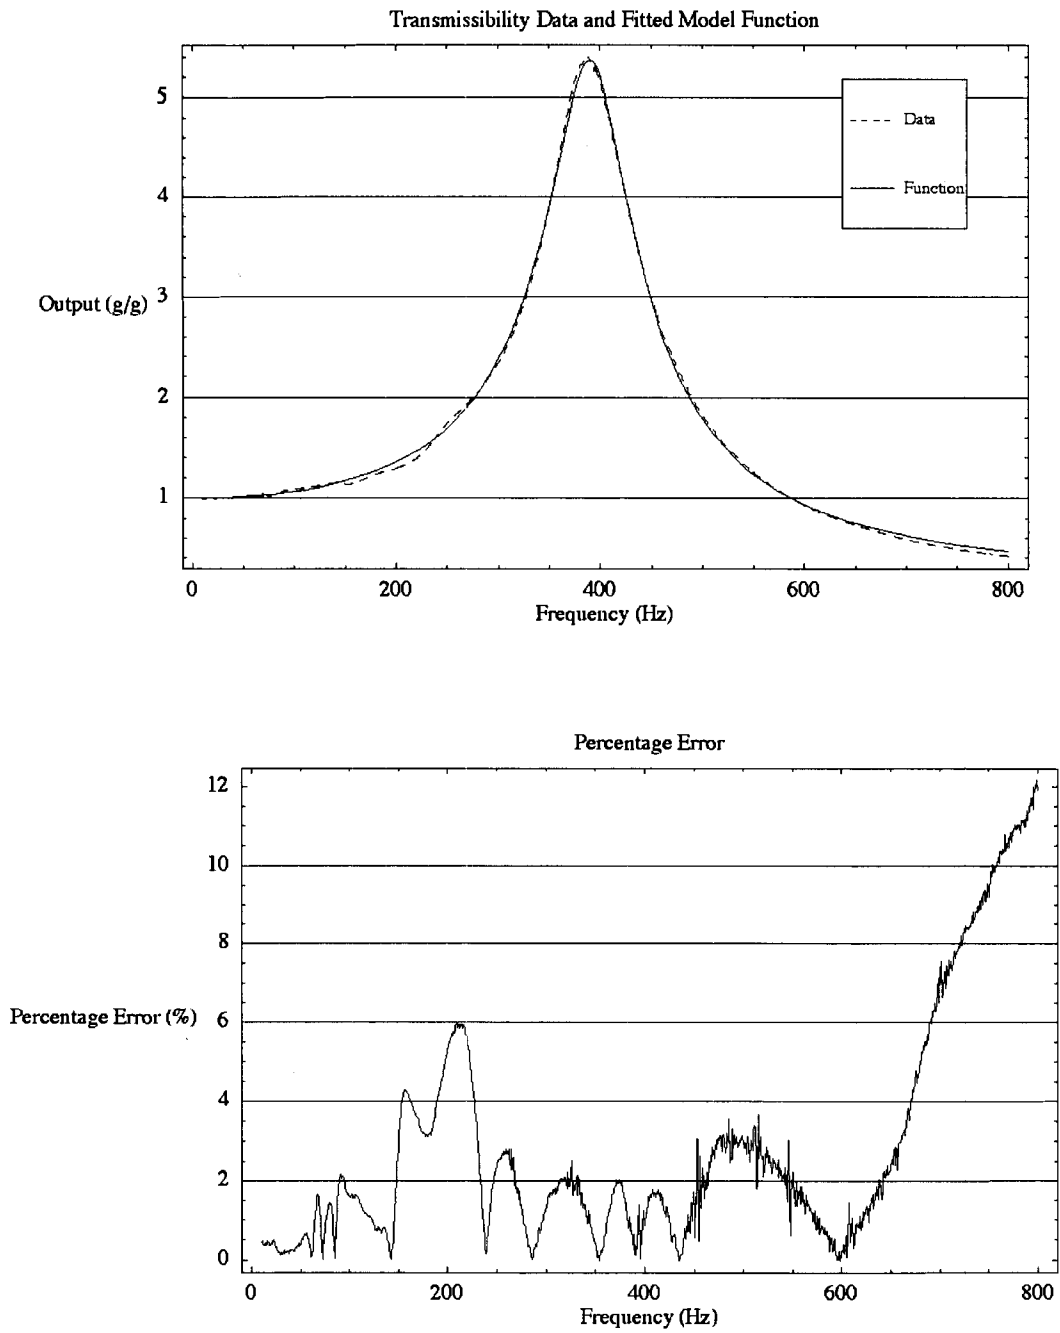 Transmissibility Data and Fitted Model Function
5
4
Output (g/g) 3
2
1
Data
Function
0 200 400 600 800
Frequency (Hz)
Percentage Error
12
10
8
Percentage Error (%) 6
4
2
0
0 200 400 600 800
Frequency (Hz)